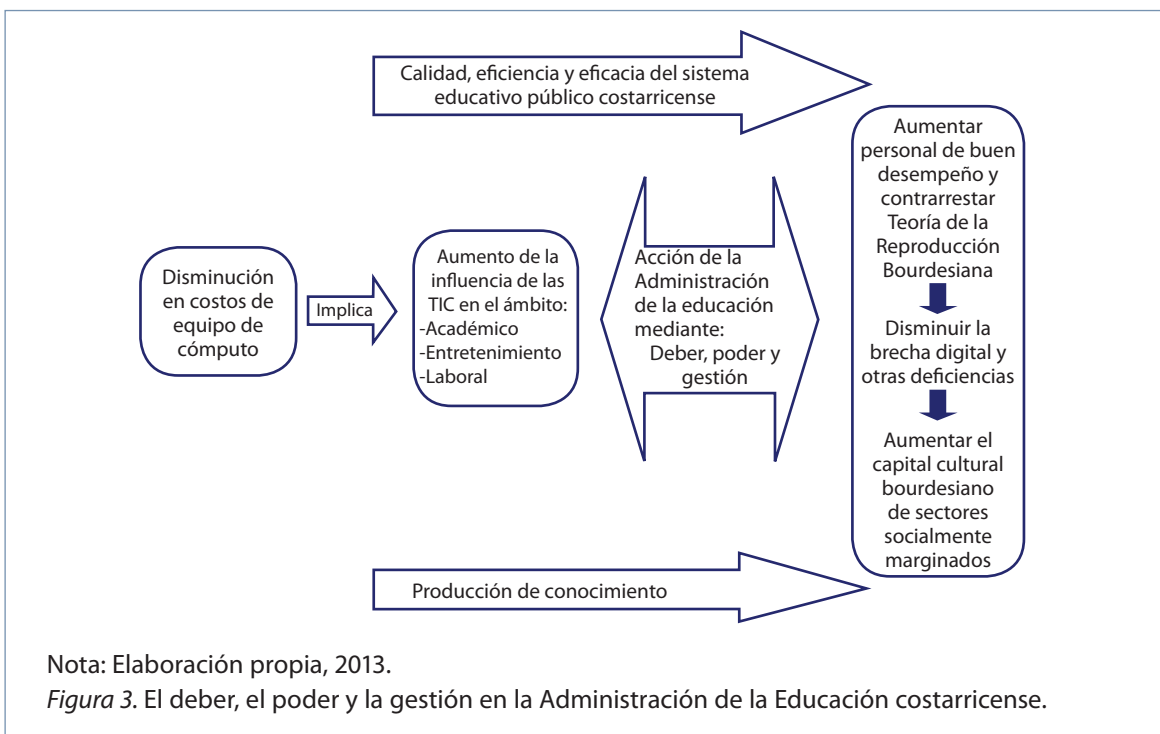 Calidad, eficiencia y eficacia del sistema
educativo público costarricense
Disminución
en costos de
equipo de
cómputo
Implica
Aumento de la
influencia de las
TIC en el ámbito:
-Académico
-Entretenimiento
-Laboral
Acción de la
Administración
de la educación
mediante:
Deber, poder y
gestión
Aumentar
personal de buen
desempeño y
contrarrestar
Teoría de la
Reproducción
Bourdesiana
Disminuir la
brecha digital y
otras deficiencias
Aumentar el
capital cultural
bourdesiano
de sectores
socialmente
marginados
Producción de conocimiento
Nota: Elaboración propia, 2013.
Figura 3. El deber, el poder y la gestión en la Administración de la Educación costarricense.